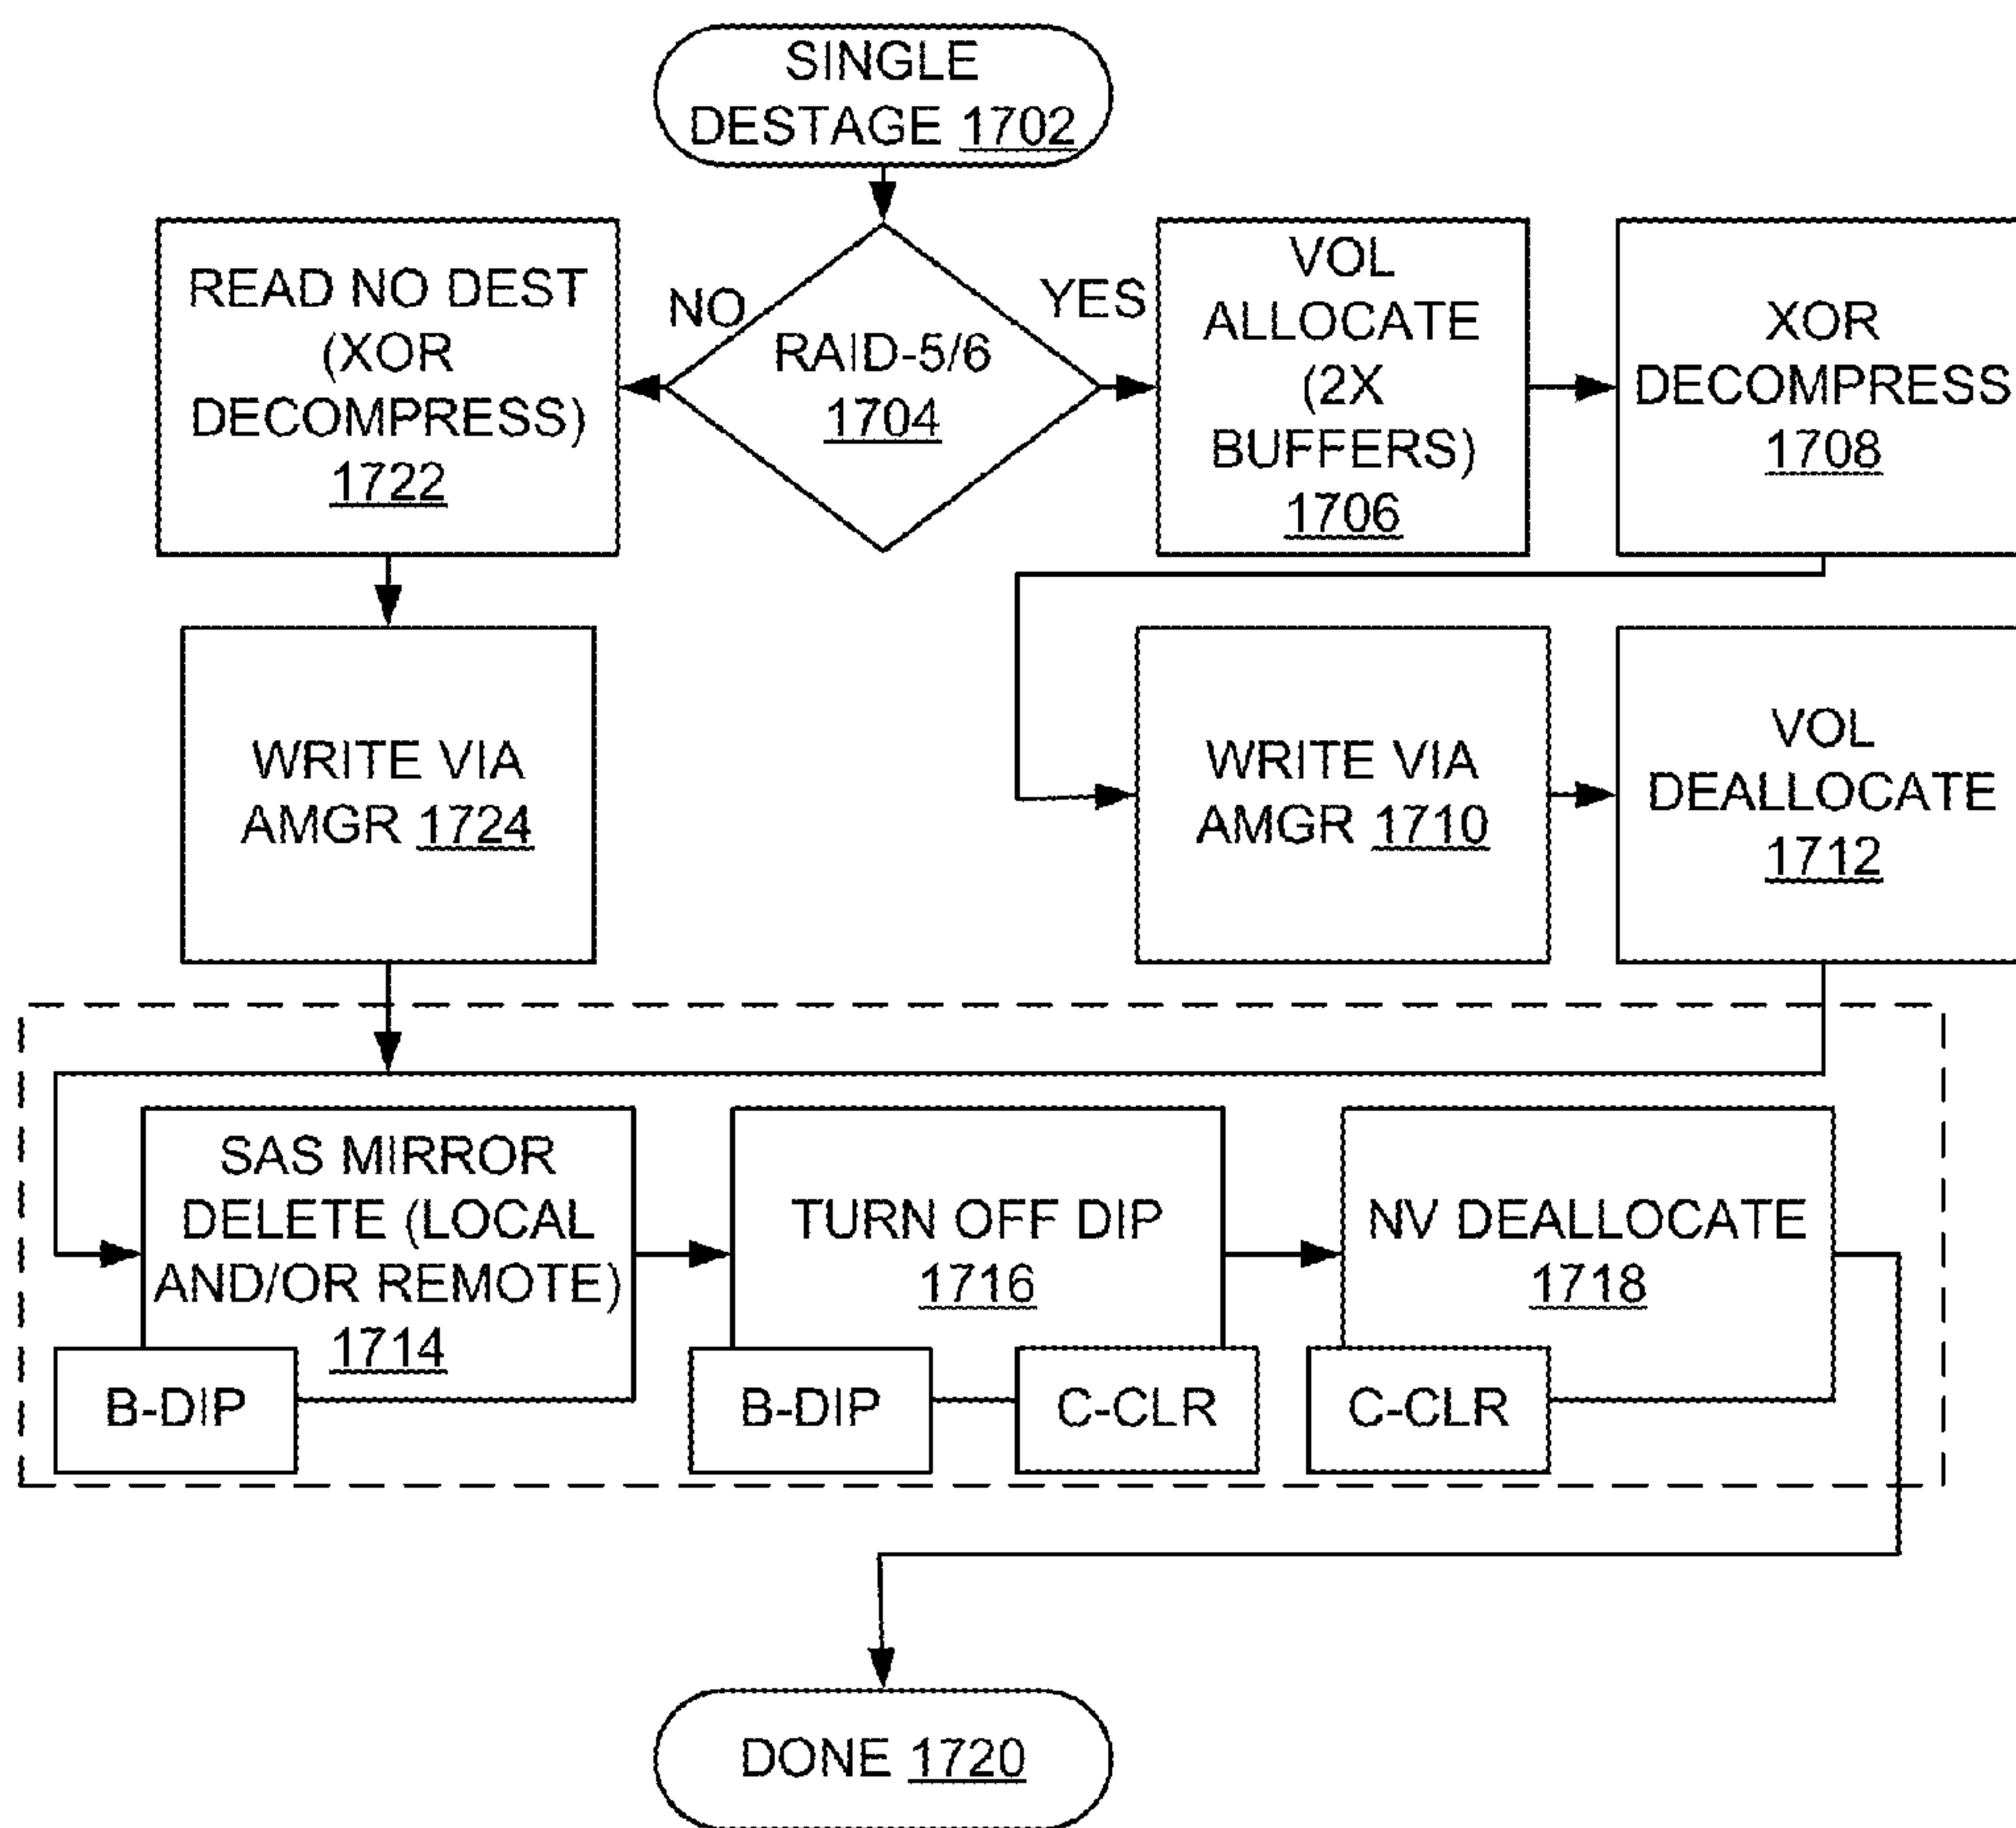 SINGLE
DESTAGE 1702
READ NO DEST
(XOR
DECOMPRESS)
1722
NO
RAID-5/6
1704
YES
VOL
ALLOCATE
(2X
BUFFERS)
1706
XOR
DECOMPRESS
1708
WRITE VIA
AMGR 1724
WRITE VIA
AMGR 1710
VOL
DEALLOCATE
1712
SAS MIRROR
DELETE (LOCAL
AND/OR REMOTE)
1714
B-DIP
TURN OFF DIP
1716
B-DIP
C-CLR
NV DEALLOCATE
1718
C-CLR
DONE 1720